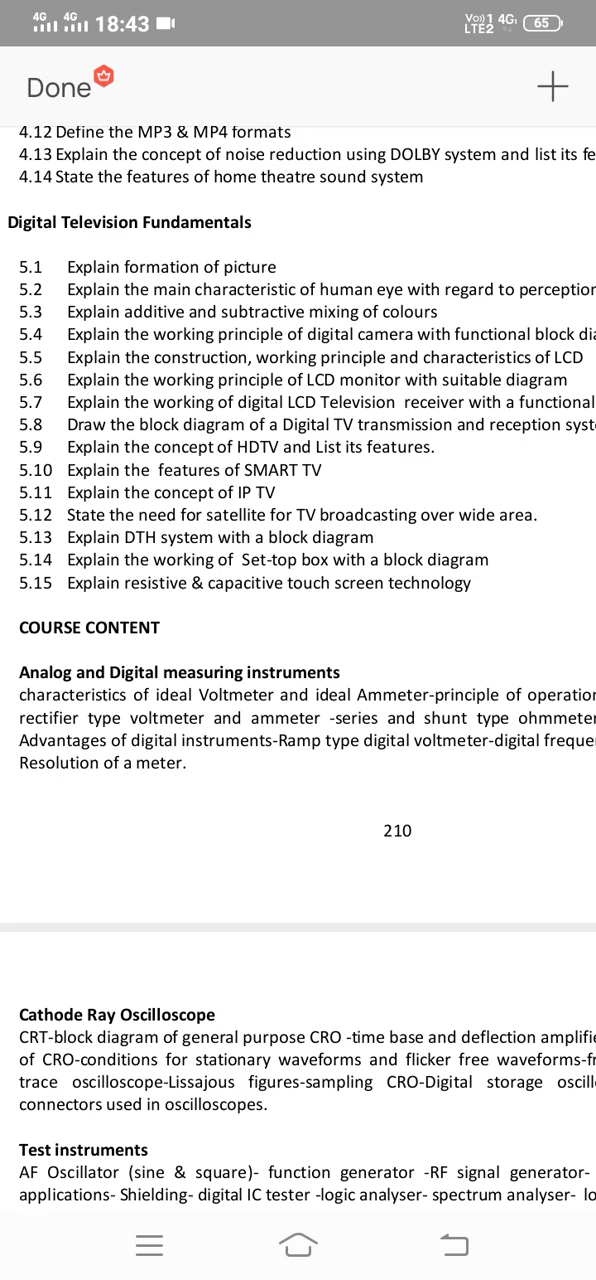 4G 4G 18:43 Vo)) 1 4G 65
LTE2
Done
4.12 Define the MP3 & MP4 formats
4.13 Explain the concept of noise reduction using DOLBY system and list its fe
4.14 State the features of home theatre sound system
Digital Television Fundamentals
5.1 Explain formation of picture
5.2 Explain the main characteristic of human eye with regard to perception
5.3 Explain additive and subtractive mixing of colours
5.4 Explain the working principle of digital camera with functional block dia
5.5 Explain the construction, working principle and characteristics of LCD
5.6 Explain the working principle of LCD monitor with suitable diagram
5.7 Explain the working of digital LCD Television receiver with a functional
5.8 Draw the block diagram of a Digital TV transmission and reception syst
5.9 Explain the concept of HDTV and List its features.
5.10 Explain the features of SMART TV
5.11 Explain the concept of IP TV
5.12 State the need for satellite for TV broadcasting over wide area.
5.13 Explain DTH system with a block diagram
5.14 Explain the working of Set-top box with a block diagram
5.15 Explain resistive & capacitive touch screen technology
COURSE CONTENT
Analog and Digital measuring instruments
characteristics of ideal Voltmeter and ideal Ammeter-principle of operation
rectifier type voltmeter and ammeter -series and shunt type ohmmeter
Advantages of digital instruments-Ramp type digital voltmeter-digital freque
Resolution of a meter.
210
Cathode Ray Oscilloscope
CRT-block diagram of general purpose CRO -time base and deflection amplifie
of CRO-conditions for stationary waveforms and flicker free waveforms-fr
trace oscilloscope-Lissajous figures-sampling CRO-Digital storage oscill
connectors used in oscilloscopes.
Test instruments
AF Oscillator (sine & square)- function generator -RF signal generator-
applications- Shielding- digital IC tester -logic analyser- spectrum analyser- lo